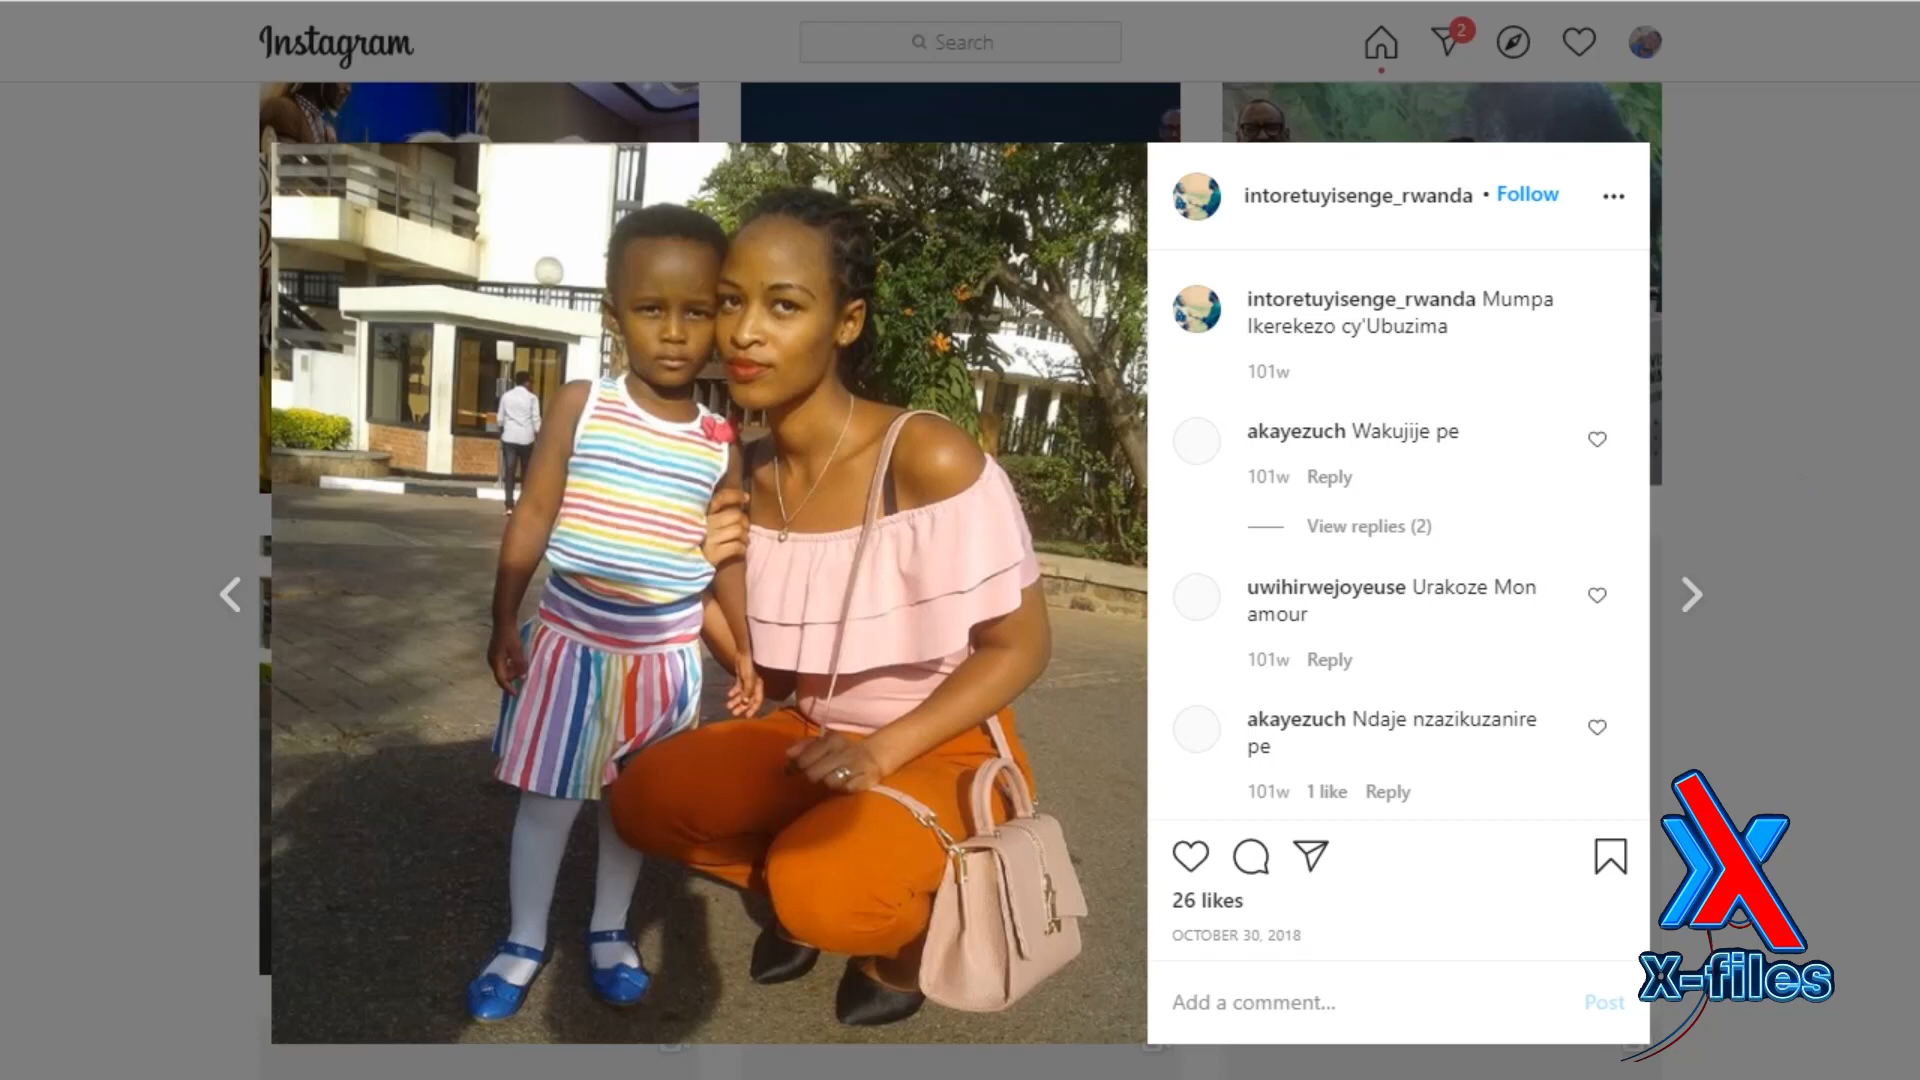 Instagram
Search
2
intoretuyisenge_rwanda • Follow
intoretuyisenge_rwanda Mumpa
Ikerekezo cy'Ubuzima
101w
akayezuch Wakujije pe
101w Reply
View replies (2)
uwihirwejoyeuse Urakoze Mon
amour
101w Reply
akayezuch Ndaje nzazikuzanire
pe
101w 1 like Reply
26 likes
OCTOBER 30, 2018
Add a comment...
Post
X
X-files